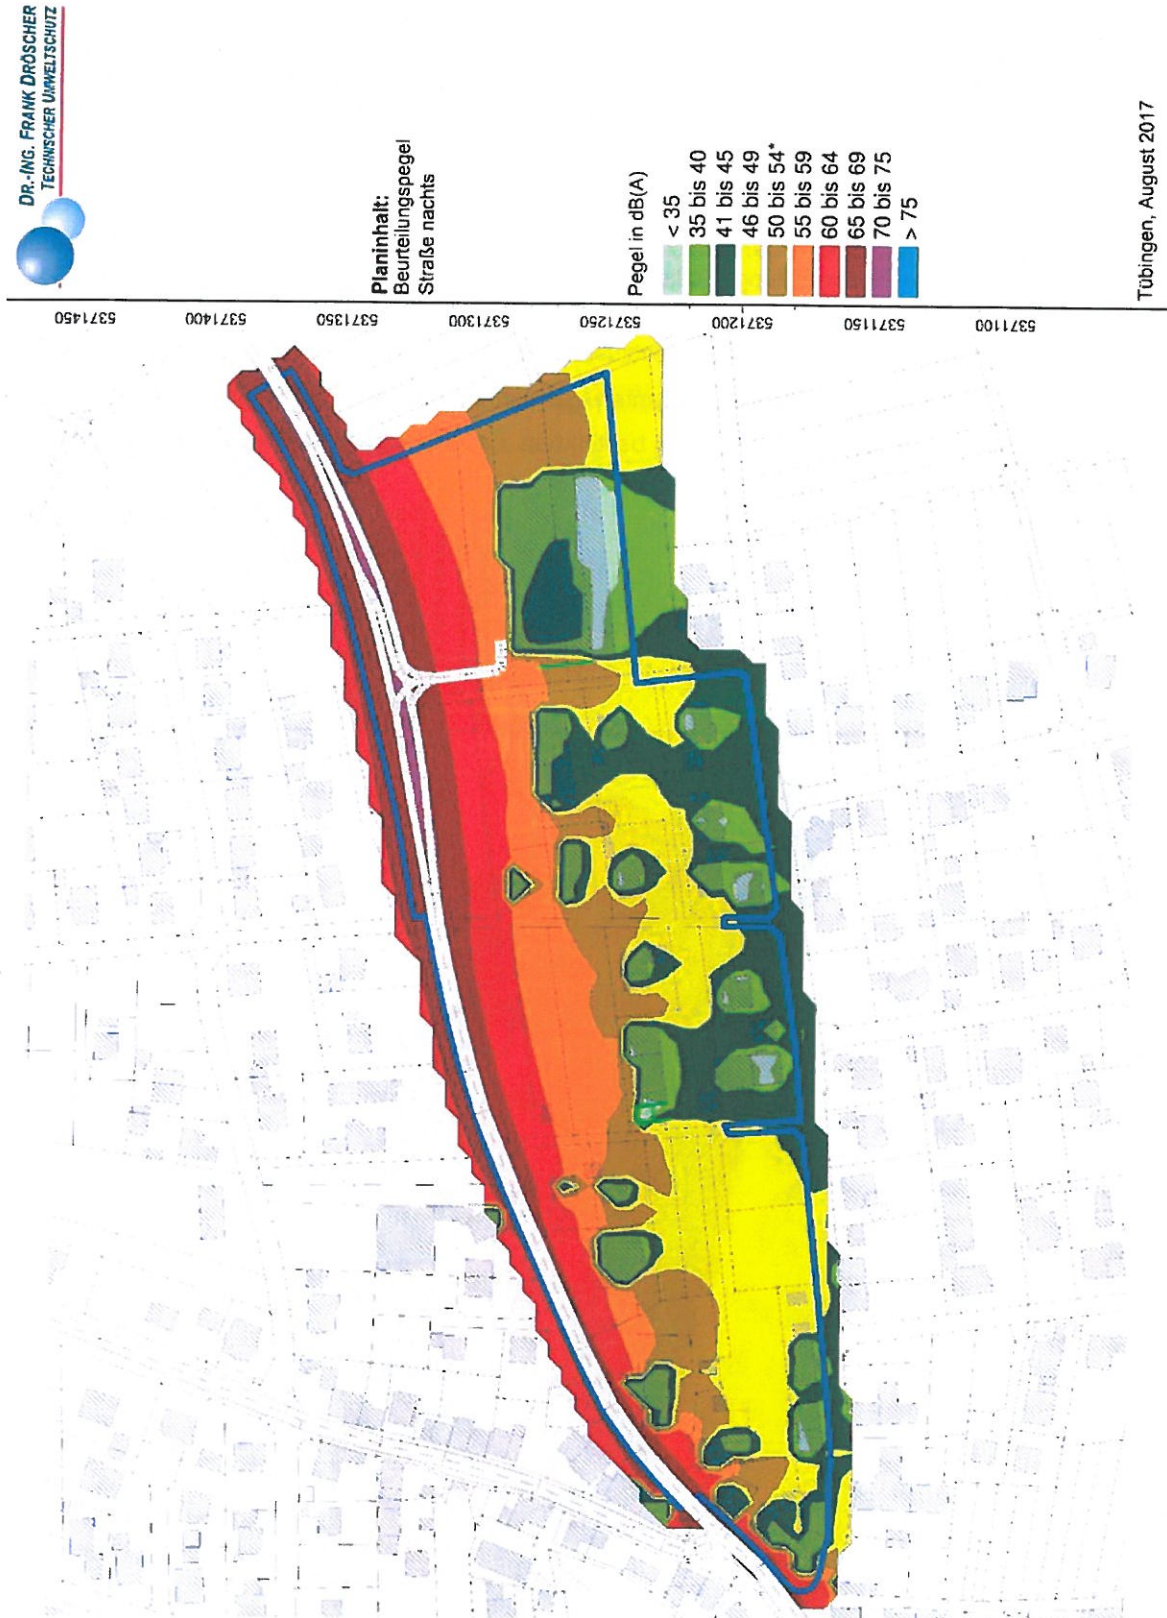 DR.-ING. FRANK DRÖSCHER
TECHNISCHER UMWELTSCHUTZ
Planinhalt:
Beurteilungspegel
Straße nachts
Pegel in dB(A)
< 35
35 bis 40
41 bis 45
46 bis 49
50 bis 54*
55 bis 59
60 bis 64
65 bis 69
70 bis 75
> 75
Tübingen, August 2017
5371450
5371400
5371350
5371300
5371250
5371200
5371150
5371100